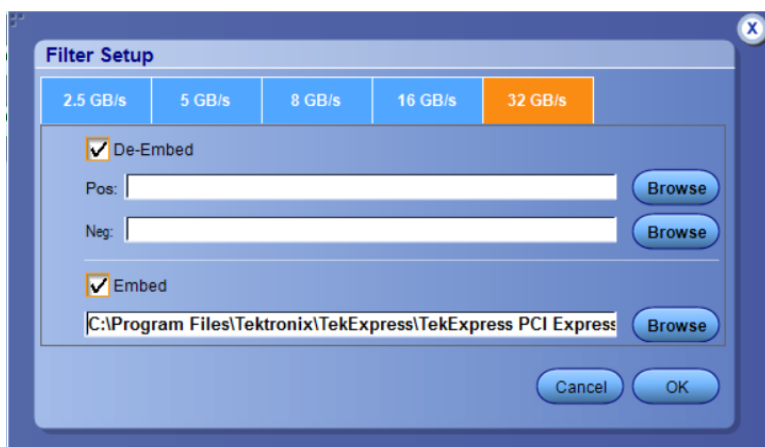 X
Filter Setup
2.5 GB/s 5 GB/s 8 GB/s 16 GB/s 32 GB/s
De-Embed
Pos: Browse
Neg: Browse
Embed
C:\Program Files\Tektronix\TekExpress\TekExpress PCI Express Browse
Cancel OK